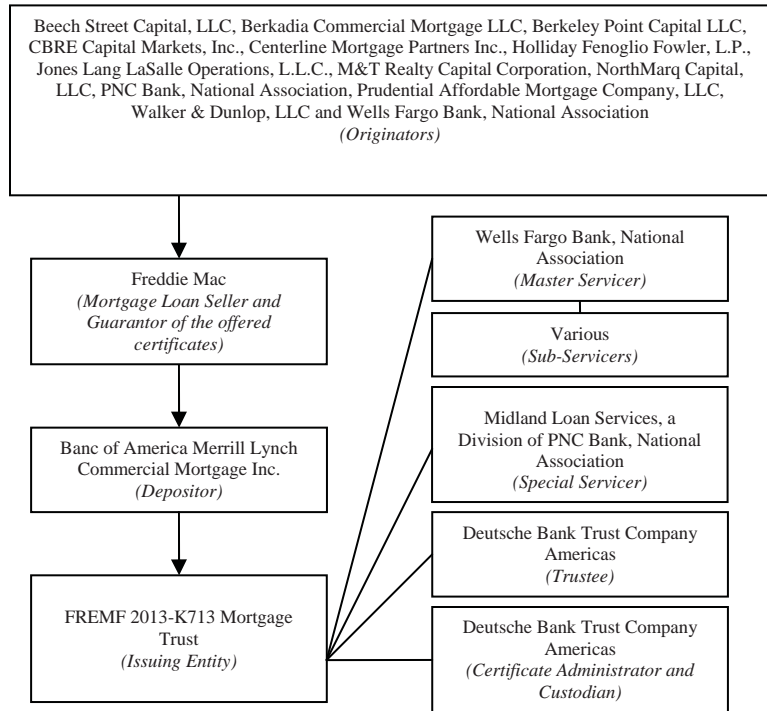 Beech Street Capital, LLC, Berkadia Commercial Mortgage LLC, Berkeley Point Capital LLC,
CBRE Capital Markets, Inc., Centerline Mortgage Partners Inc., Holliday Fenoglio Fowler, L.P.,
Jones Lang LaSalle Operations, L.L.C., M&T Realty Capital Corporation, NorthMarq Capital,
LLC, PNC Bank, National Association, Prudential Affordable Mortgage Company, LLC,
Walker & Dunlop, LLC and Wells Fargo Bank, National Association
(Originators)
Freddie Mac
(Mortgage Loan Seller and
Guarantor of the offered
certificates)
Banc of America Merrill Lynch
Commercial Mortgage Inc.
(Depositor)
FREMF 2013-K713 Mortgage
Trust
(Issuing Entity)
Wells Fargo Bank, National
Association
(Master Servicer)
Various
(Sub-Servicers)
Midland Loan Services, a
Division of PNC Bank, National
Association
(Special Servicer)
Deutsche Bank Trust Company
Americas
(Trustee)
Deutsche Bank Trust Company
Americas
(Certificate Administrator and
Custodian)